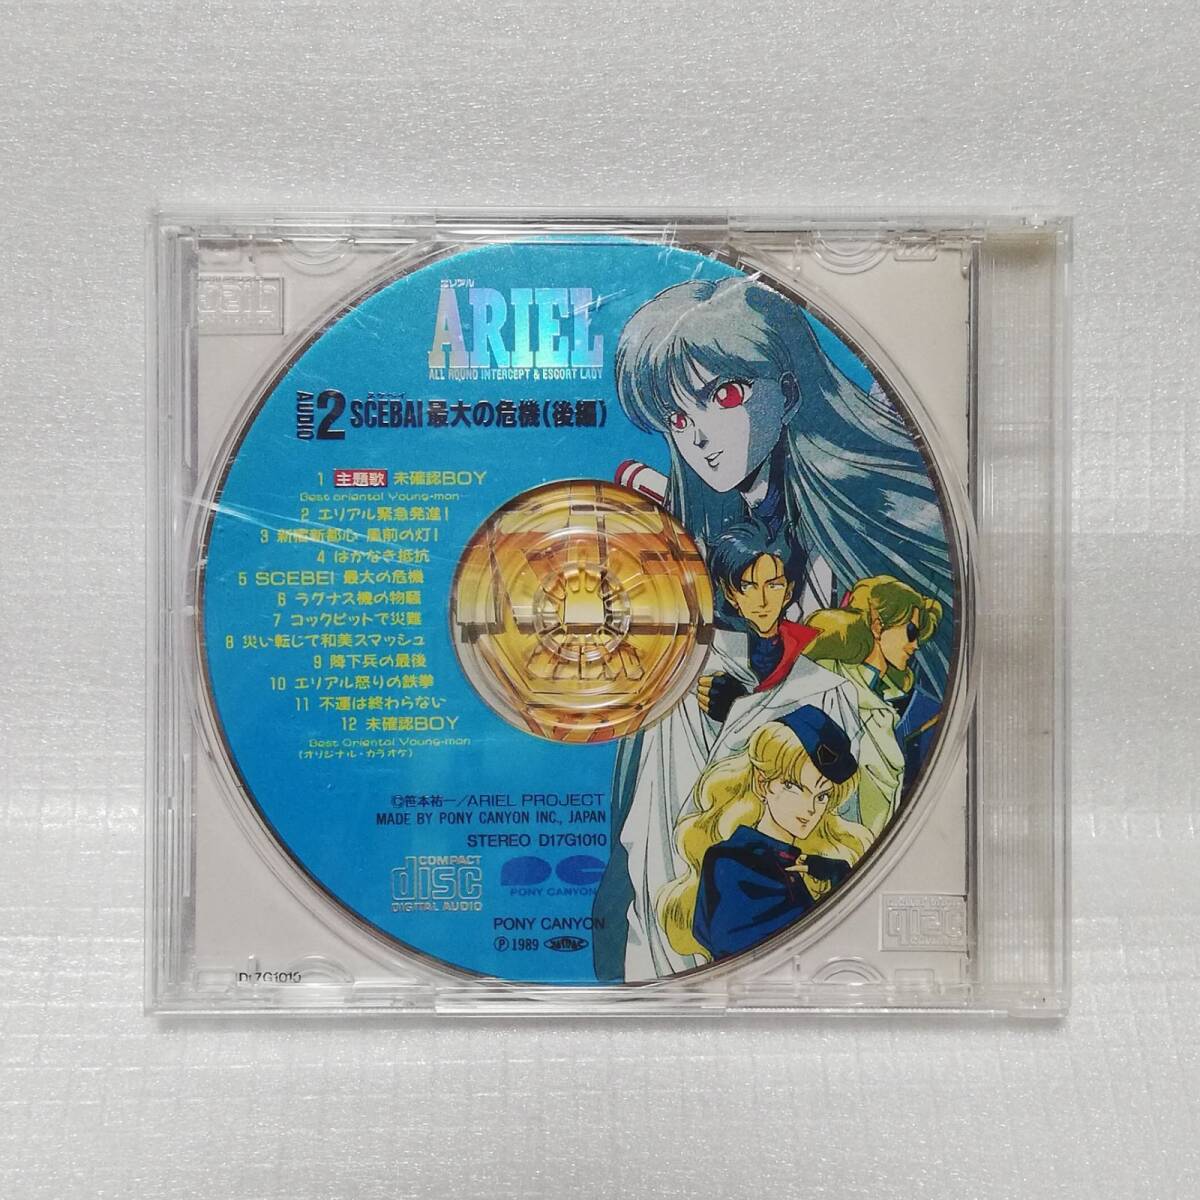 エリアル
ARIEL
ALL ROUND INTERCEPT & ESCORT LADY
AUDIO 2 SCEBAI 最大の危機(後編)
1 主題歌 未確認BOY
Best oriental Young-man
2 エリアル緊急発進!
3 新宿新都心 風前の灯!
4 はかなき抵抗
5 SCEBEI 最大の危機
6 ラグナス機の物騒
7 コックピットで災難
8 災い転じて和美スマッシュ
9 降下兵の最後
10 エリアル怒りの鉄拳
11 不運は終わらない
12 未確認BOY
Best Oriental Young-man
(オリジナル・カラオケ)
©笹本祐一/ARIEL PROJECT
MADE BY PONY CANYON INC., JAPAN
STEREO D17G1010
COMPACT
disc
DIGITAL AUDIO
PONY CANYON
PONY CANYON
Ⓟ 1989
D17G1010